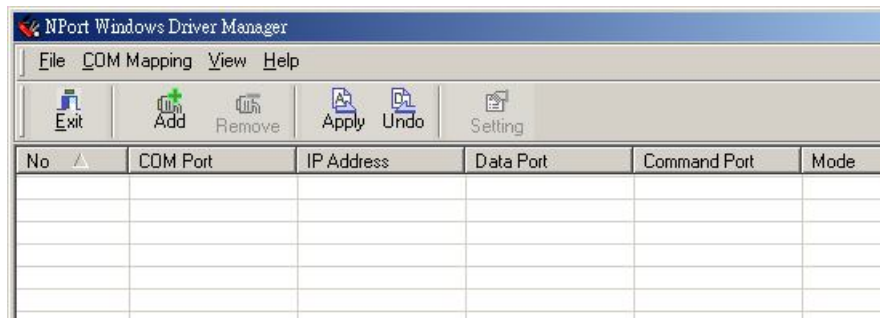 NPort Windows Driver Manager
File COM Mapping View Help
Exit Add Remove Apply Undo Setting
No COM Port IP Address Data Port Command Port Mode